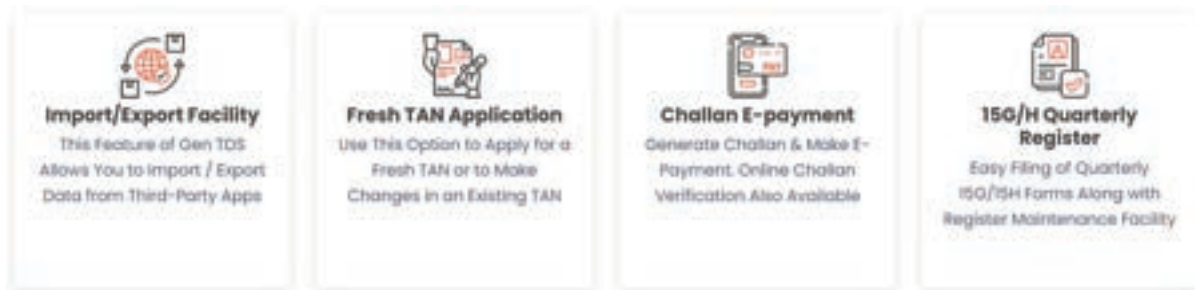 Import/Export Facility
This Feature of Gen TDS
Allows You to Import / Export
Data from Third-Party Apps
Fresh TAN Application
Use This Option to Apply for a
Fresh TAN or to Make
Changes in an Existing TAN
Challan E-payment
Generate Challan & Make E-
Payment. Online Challan
Verification Also Available
15G/H Quarterly
Register
Easy Filing of Quarterly
15G/15H Forms Along with
Register Maintenance Facility
PAY